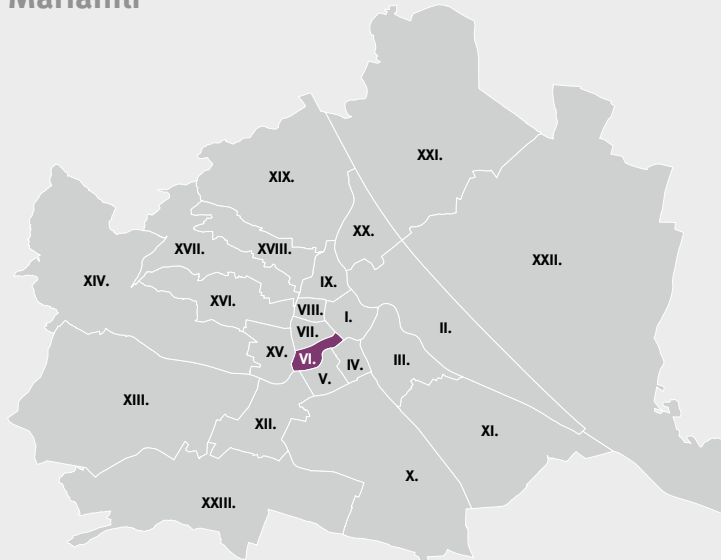 Mariahilf
XXI.
XIX.
XX.
XVII.
XVIII.
XXII.
XIV.
IX.
XVI.
VIII.
I.
II.
VII.
XV.
VI.
IV.
III.
V.
XIII.
XII.
XI.
X.
XXIII.